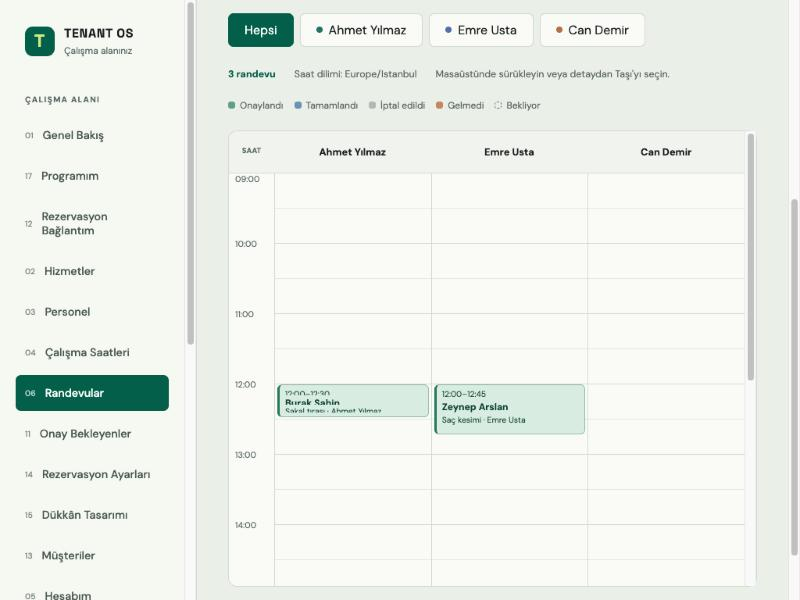 T
TENANT OS
Çalışma alanınız
ÇALIŞMA ALANI
01 Genel Bakış
17 Programım
12 Rezervasyon Bağlantım
02 Hizmetler
03 Personel
04 Çalışma Saatleri
06 Randevular
11 Onay Bekleyenler
14 Rezervasyon Ayarları
15 Dükkân Tasarımı
13 Müşteriler
05 Hesabım
Hepsi
Ahmet Yılmaz
Emre Usta
Can Demir
3 randevu
Saat dilimi: Europe/Istanbul
Masaüstünde sürükleyin veya detaydan Taşı'yı seçin.
Onaylandı
Tamamlandı
İptal edildi
Gelmedi
Bekliyor
SAAT
Ahmet Yılmaz
Emre Usta
Can Demir
09:00
10:00
11:00
12:00
12:00–12:30
Burak Şahin
Sakal tıraşı · Ahmet Yılmaz
12:00–12:45
Zeynep Arslan
Saç kesimi · Emre Usta
13:00
14:00